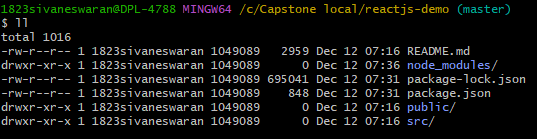 1823sivaneswaran@DPL-4788 MINGW64 /c/Capstone local/reactjs-demo (master)
$ ll
total 1016
-rw-r--r-- 1 1823sivaneswaran 1049089   2959 Dec 12 07:16 README.md
drwxr-xr-x 1 1823sivaneswaran 1049089      0 Dec 12 07:36 node_modules/
-rw-r--r-- 1 1823sivaneswaran 1049089 695041 Dec 12 07:31 package-lock.json
-rw-r--r-- 1 1823sivaneswaran 1049089    848 Dec 12 07:16 package.json
drwxr-xr-x 1 1823sivaneswaran 1049089      0 Dec 12 07:16 public/
drwxr-xr-x 1 1823sivaneswaran 1049089      0 Dec 12 07:16 src/